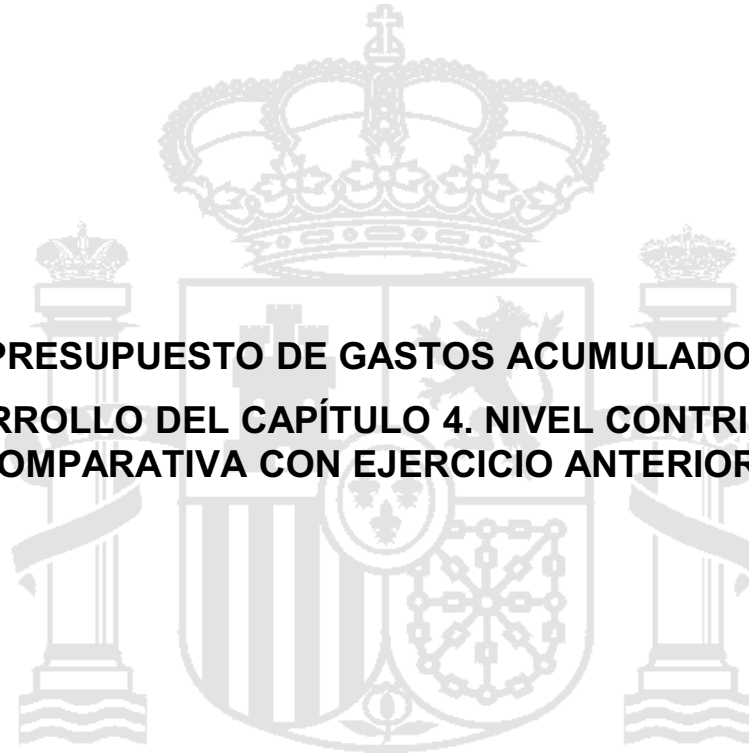 PRESUPUESTO DE GASTOS ACUMULADO
RROLLO DEL CAPÍTULO 4. NIVEL CONTRI
OMPARATIVA CON EJERCICIO ANTERIOR